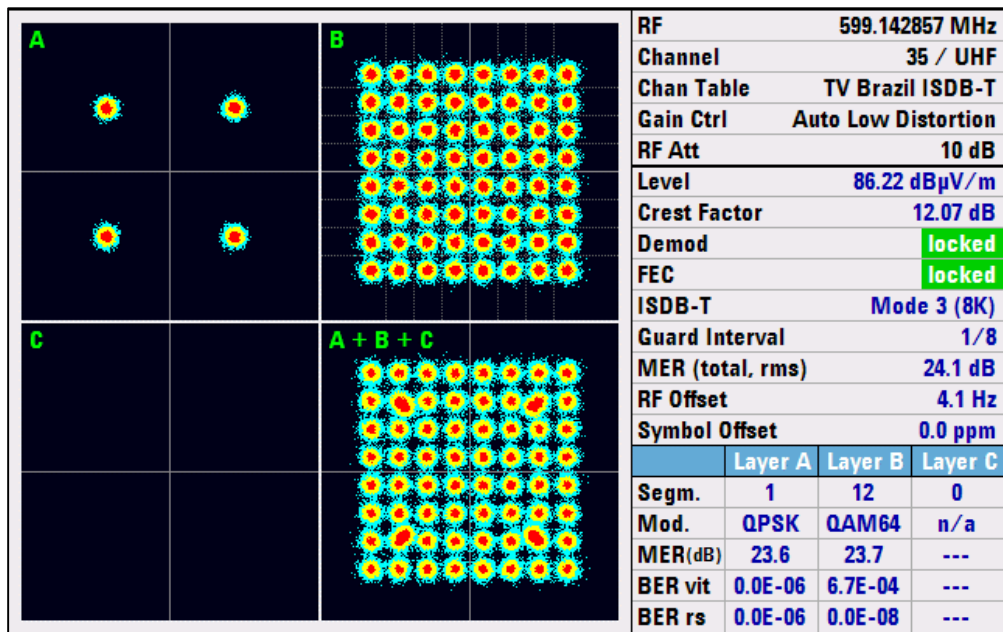 A
B
C
A + B + C
RF 599.142857 MHz
Channel 35 / UHF
Chan Table TV Brazil ISDB-T
Gain Ctrl Auto Low Distortion
RF Att 10 dB
Level 86.22 dBµV/m
Crest Factor 12.07 dB
Demod locked
FEC locked
ISDB-T Mode 3 (8K)
Guard Interval 1/8
MER (total, rms) 24.1 dB
RF Offset 4.1 Hz
Symbol Offset 0.0 ppm
Layer A Layer B Layer C
Segm. 1 12 0
Mod. QPSK QAM64 n/a
MER(dB) 23.6 23.7 ---
BER vit 0.0E-06 6.7E-04 ---
BER rs 0.0E-06 0.0E-08 ---